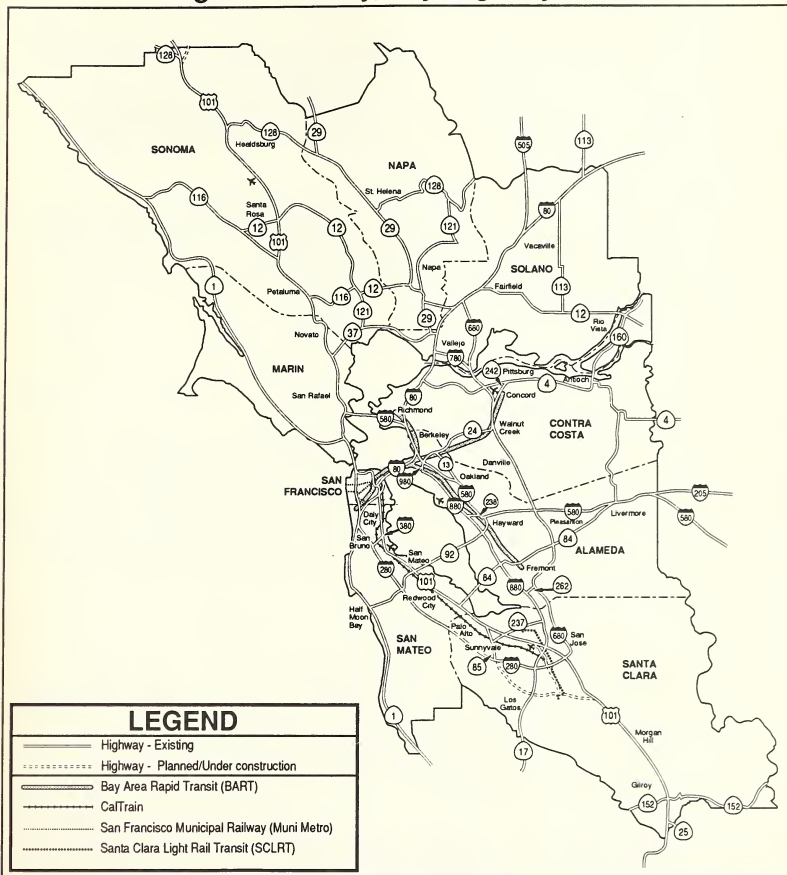 128
101
29
505
113
SONOMA
Healdsburg
128
NAPA
116
St. Helena
128
80
Santa
Rosa
12
12
29
121
Vacaville
101
Napa
SOLANO
1
Petaluma
116
12
Fairfield
113
121
12
Rio
Vista
Novato
37
29
680
160
Vallejo
780
MARIN
242
Pittsburg
Antioch
4
San Rafael
80
Concord
580
Richmond
4
Berkeley
24
Walnut
Creek
CONTRA
COSTA
SAN
FRANCISCO
80
13
Danville
980
Oakland
580
205
Daly
City
880
238
580
Livermore
580
San
Bruno
380
Hayward
Pleasanton
84
ALAMEDA
San
Mateo
92
280
101
84
Fremont
880
262
Redwood
City
Half
Moon
Bay
Palo
Alto
237
680
San
Jose
SAN
MATEO
Sunnyvale
85
280
SANTA
CLARA
Los
Gatos
101
1
17
Morgan
Hill
Gilroy
152
152
25
LEGEND
Highway - Existing
Highway - Planned/Under construction
Bay Area Rapid Transit (BART)
CalTrain
San Francisco Municipal Railway (Muni Metro)
Santa Clara Light Rail Transit (SCLRT)